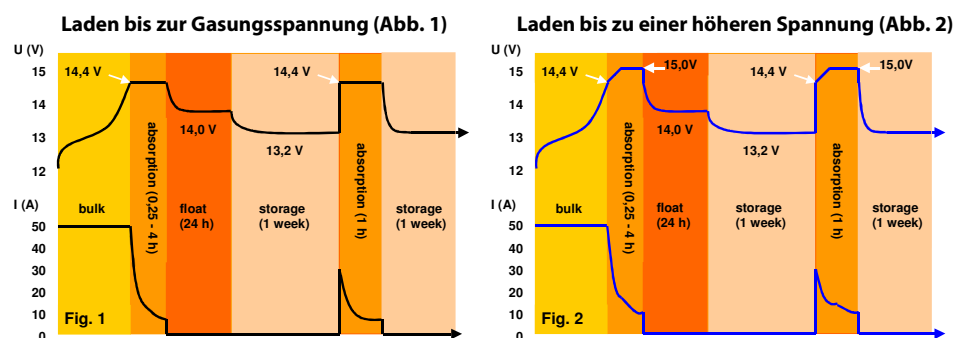 Laden bis zur Gasungsspannung (Abb. 1)
U (V)
15
14
13
12
14,4 V
14,0 V
13,2 V
14,4 V
absorption (0,25 - 4 h)
absorption (1 h)
I (A)
50
40
30
20
10
0
bulk
float
(24 h)
storage
(1 week)
storage
(1 week)
Fig. 1
Laden bis zu einer höheren Spannung (Abb. 2)
U (V)
15
14
13
12
14,4 V
15,0V
14,0 V
13,2 V
14,4 V
15,0V
absorption (0,25 - 4 h)
absorption (1 h)
I (A)
50
40
30
20
10
0
bulk
float
(24 h)
storage
(1 week)
storage
(1 week)
Fig. 2